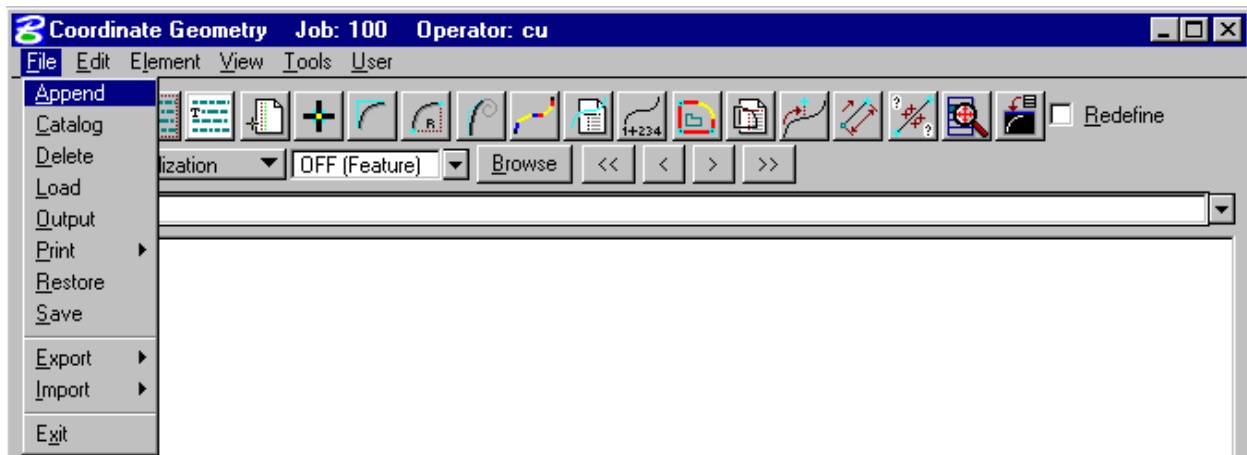 Coordinate Geometry Job: 100 Operator: cu
File Edit Element View Tools User
Append
Catalog
Delete
Load
Output
Print
Restore
Save
Export
Import
Exit
T
R
1+234
?
?
Redefine
lization OFF (Feature) Browse << < > >>